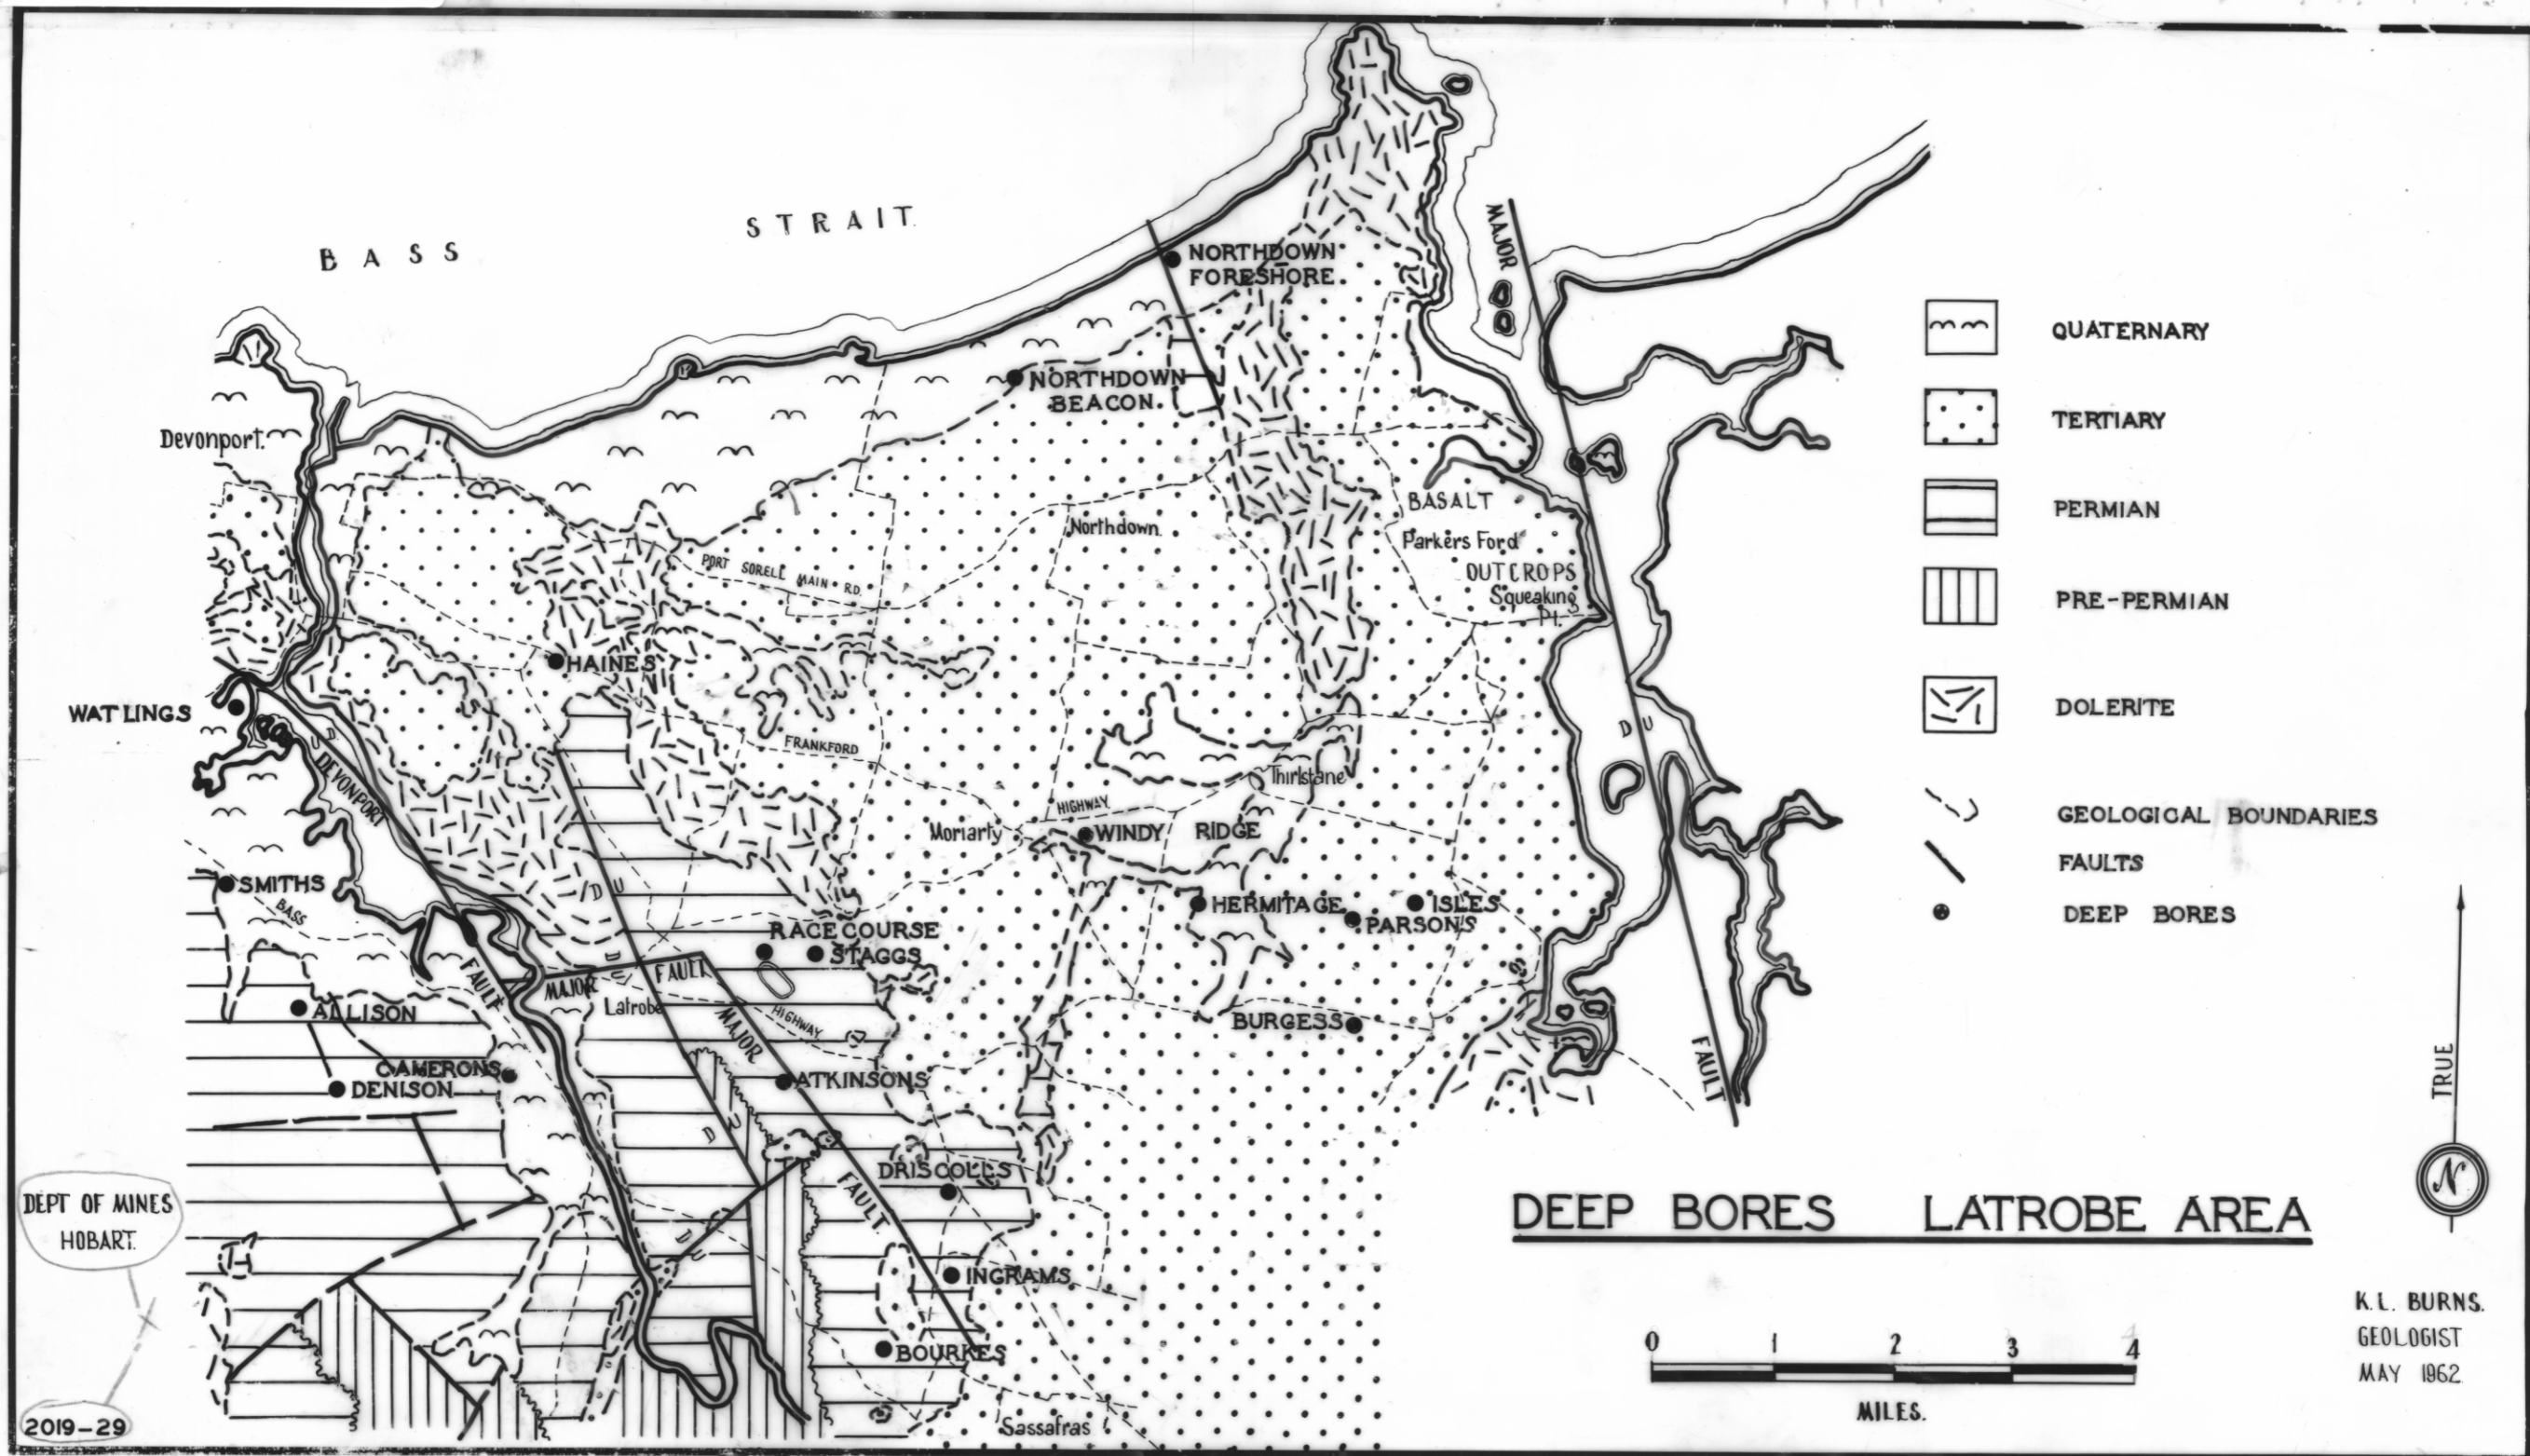 BASS STRAIT
NORTHDOWN
FORESHORE
MAJOR
NORTHDOWN
BEACON
Devonport
BASALT
Northdown
Parkers Ford
OUTCROPS
Squeaking
Pt.
PORT SORELL MAIN RD.
HAINES
WATLINGS
U D
DEVONPORT
FRANKFORD
D U
Thirlstane
HIGHWAY
Moriarty
WINDY RIDGE
SMITHS
BASS
D U
HERMITAGE
ISLES
PARSONS
RACE COURSE
STAGGS
FAULT
MAJOR
FAULT
D
U
Latrobe
ALLISON
MAJOR
HIGHWAY
BURGESS
CAMERONS
DENISON
ATKINSONS
FAULT
D U
DRISCOLLS
FAULT
D U
INGRAMS
BOURKES
Sassafras
QUATERNARY
TERTIARY
PERMIAN
PRE-PERMIAN
DOLERITE
GEOLOGICAL BOUNDARIES
FAULTS
DEEP BORES
TRUE
N
DEEP BORES LATROBE AREA
0 1 2 3 4
MILES.
K.L. BURNS.
GEOLOGIST
MAY 1962
DEPT OF MINES
HOBART.
2019-29